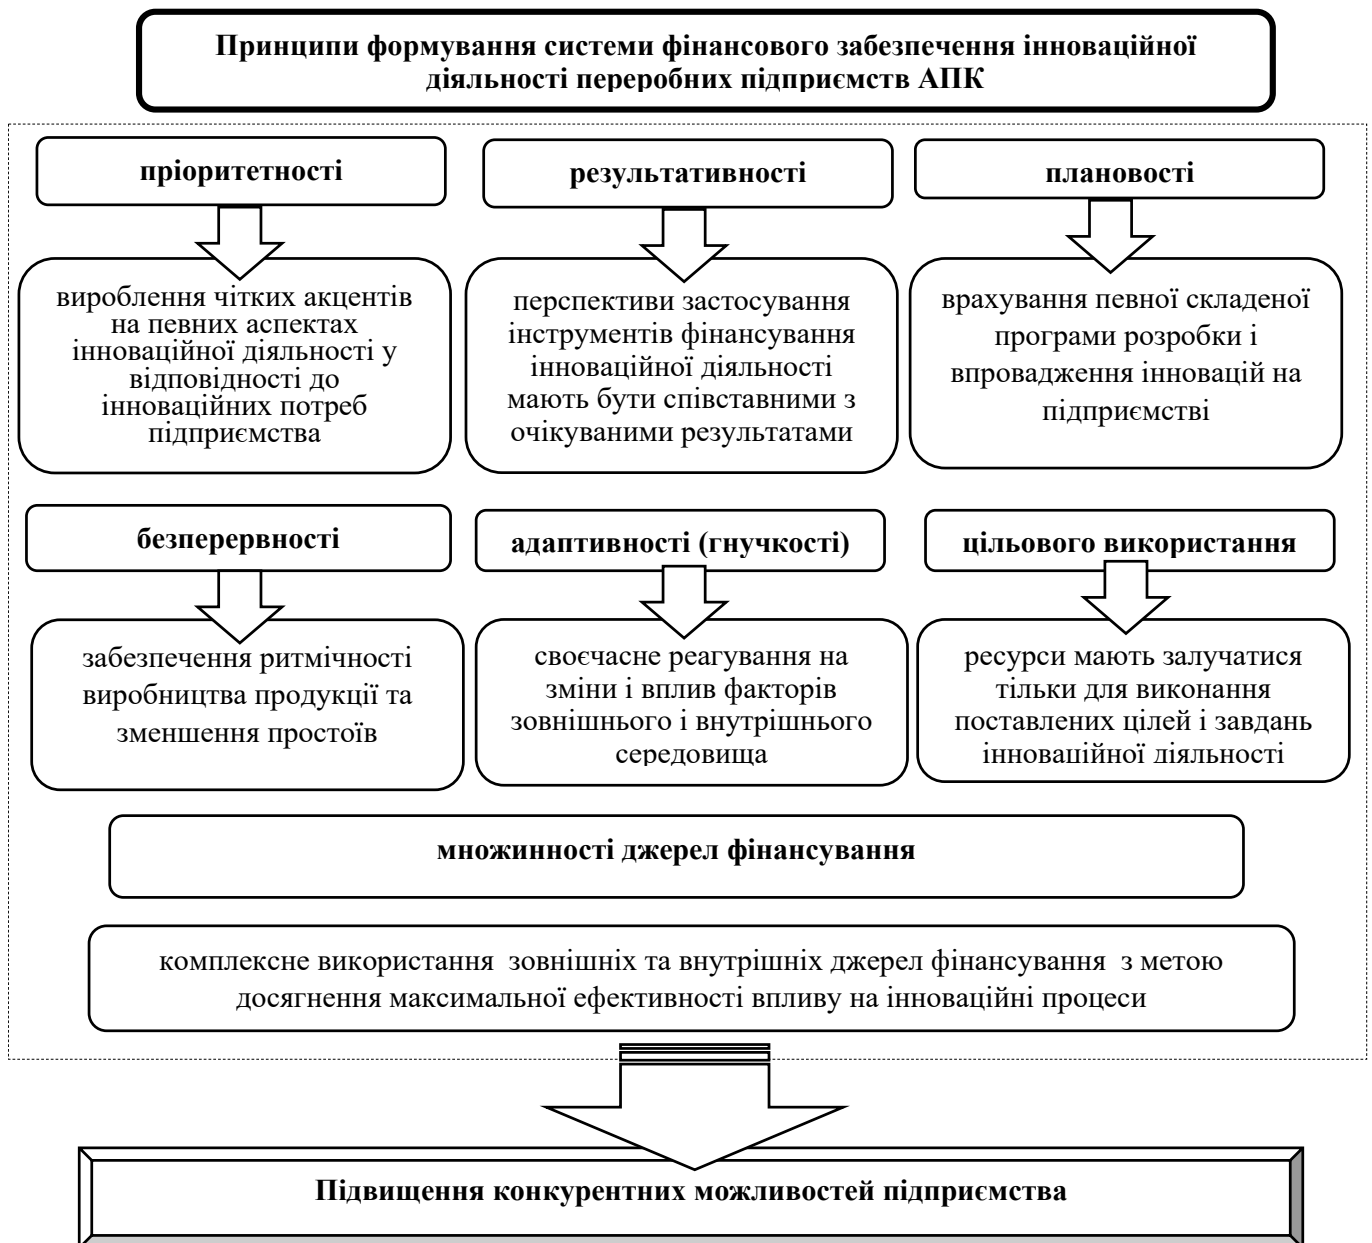 Принципи формування системи фінансового забезпечення інноваційної
діяльності переробних підприємств АПК
пріоритетності
результативності
плановості
вироблення чітких акцентів
на певних аспектах
інноваційної діяльності у
відповідності до
інноваційних потреб
підприємства
перспективи застосування
інструментів фінансування
інноваційної діяльності
мають бути співставними з
очікуваними результатами
врахування певної складеної
програми розробки і
впровадження інновацій на
підприємстві
безперервності
адаптивності (гнучкості)
цільового використання
забезпечення ритмічності
виробництва продукції та
зменшення простоїв
своєчасне реагування на
зміни і вплив факторів
зовнішнього і внутрішнього
середовища
ресурси мають залучатися
тільки для виконання
поставлених цілей і завдань
інноваційної діяльності
множинності джерел фінансування
комплексне використання зовнішніх та внутрішніх джерел фінансування з метою
досягнення максимальної ефективності впливу на інноваційні процеси
Підвищення конкурентних можливостей підприємства